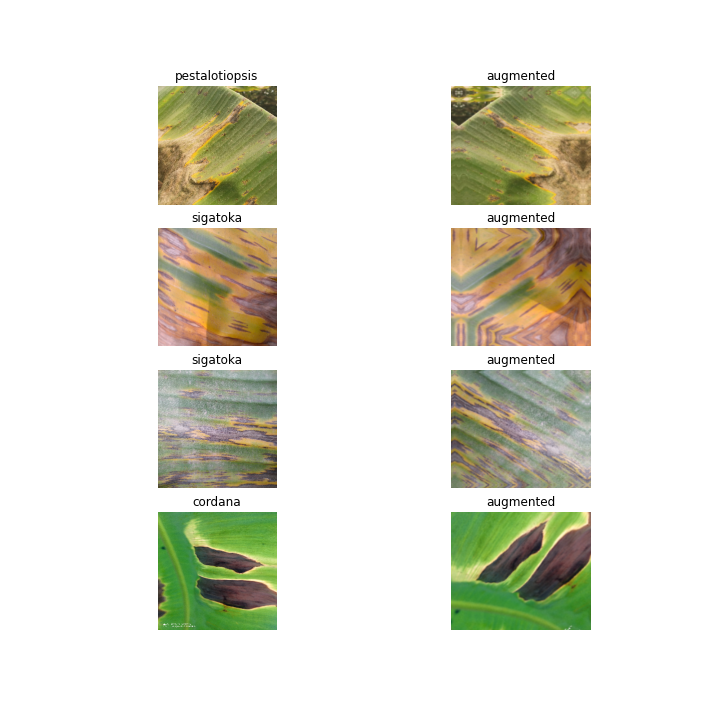 pestalotiopsis
augmented
sigatoka
augmented
sigatoka
augmented
cordana
augmented